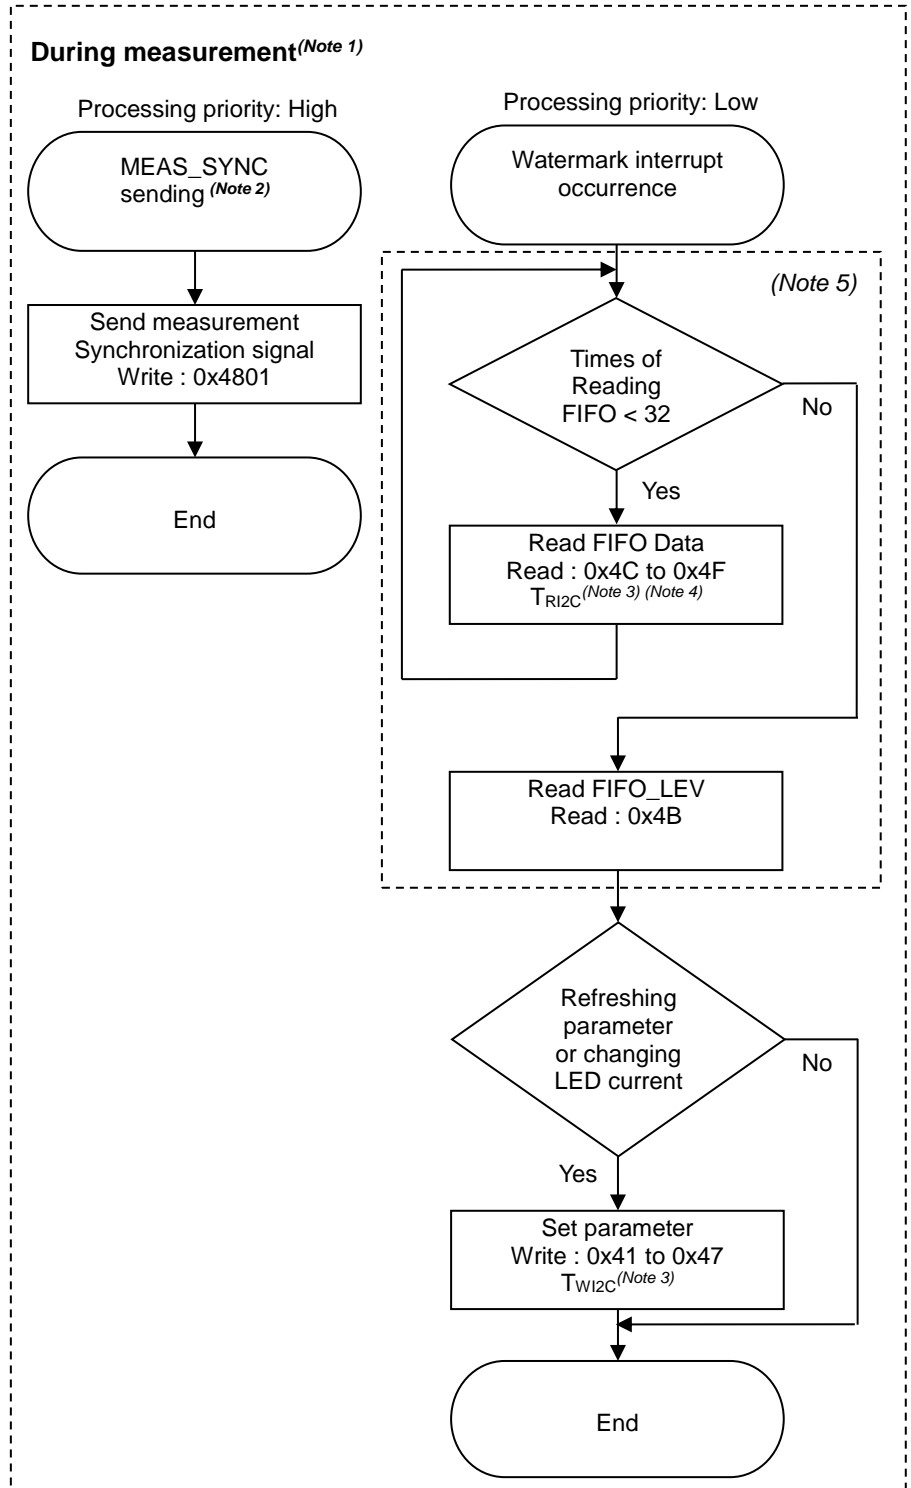 During measurement(Note 1)
Processing priority: High
MEAS_SYNC
sending (Note 2)
Send measurement
Synchronization signal
Write : 0x4801
End
Processing priority: Low
Watermark interrupt
occurrence
(Note 5)
Times of
Reading
FIFO < 32
No
Yes
Read FIFO Data
Read : 0x4C to 0x4F
TRI2C(Note 3) (Note 4)
Read FIFO_LEV
Read : 0x4B
Refreshing
parameter
or changing
LED current
No
Yes
Set parameter
Write : 0x41 to 0x47
TWI2C(Note 3)
End